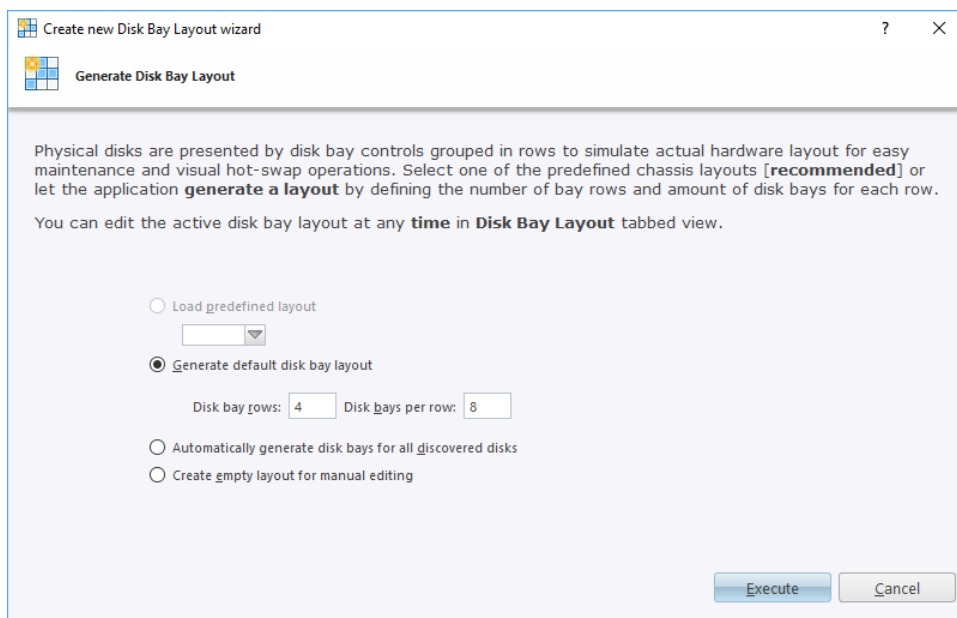 Create new Disk Bay Layout wizard ?
Generate Disk Bay Layout
Physical disks are presented by disk bay controls grouped in rows to simulate actual hardware layout for easy
maintenance and visual hot-swap operations. Select one of the predefined chassis layouts [recommended] or
let the application generate a layout by defining the number of bay rows and amount of disk bays for each row.
You can edit the active disk bay layout at any time in Disk Bay Layout tabbed view.
Load predefined layout
Generate default disk bay layout
Disk bay rows: 4 Disk bays per row: 8
Automatically generate disk bays for all discovered disks
Create empty layout for manual editing
Execute Cancel